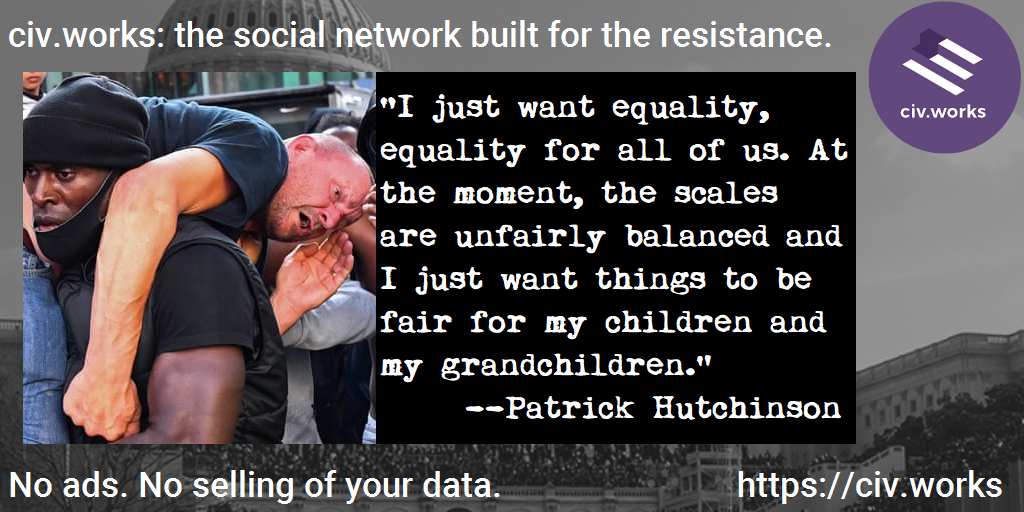 civ.works: the social network built for the resistance.
civ.works
"I just want equality,
equality for all of us. At
the moment, the scales
are unfairly balanced and
I just want things to be
fair for my children and
my grandchildren."
--Patrick Hutchinson
No ads. No selling of your data.
https://civ.works